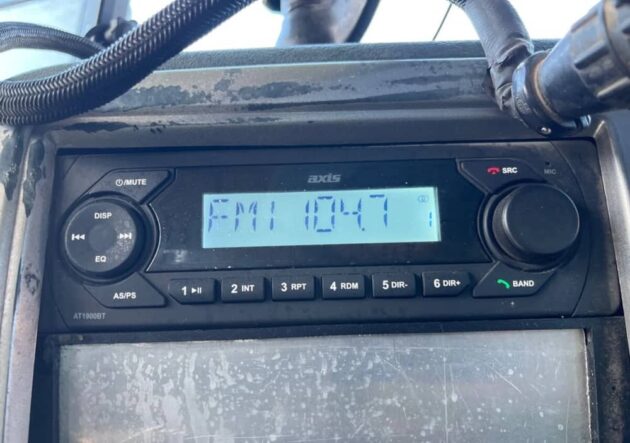 ⏻/MUTE
axis
SRC
MIC
DISP
FM1 104.7 1
EQ
AS/PS
1 ▶II
2 INT
3 RPT
4 RDM
5 DIR-
6 DIR+
BAND
AT1900BT